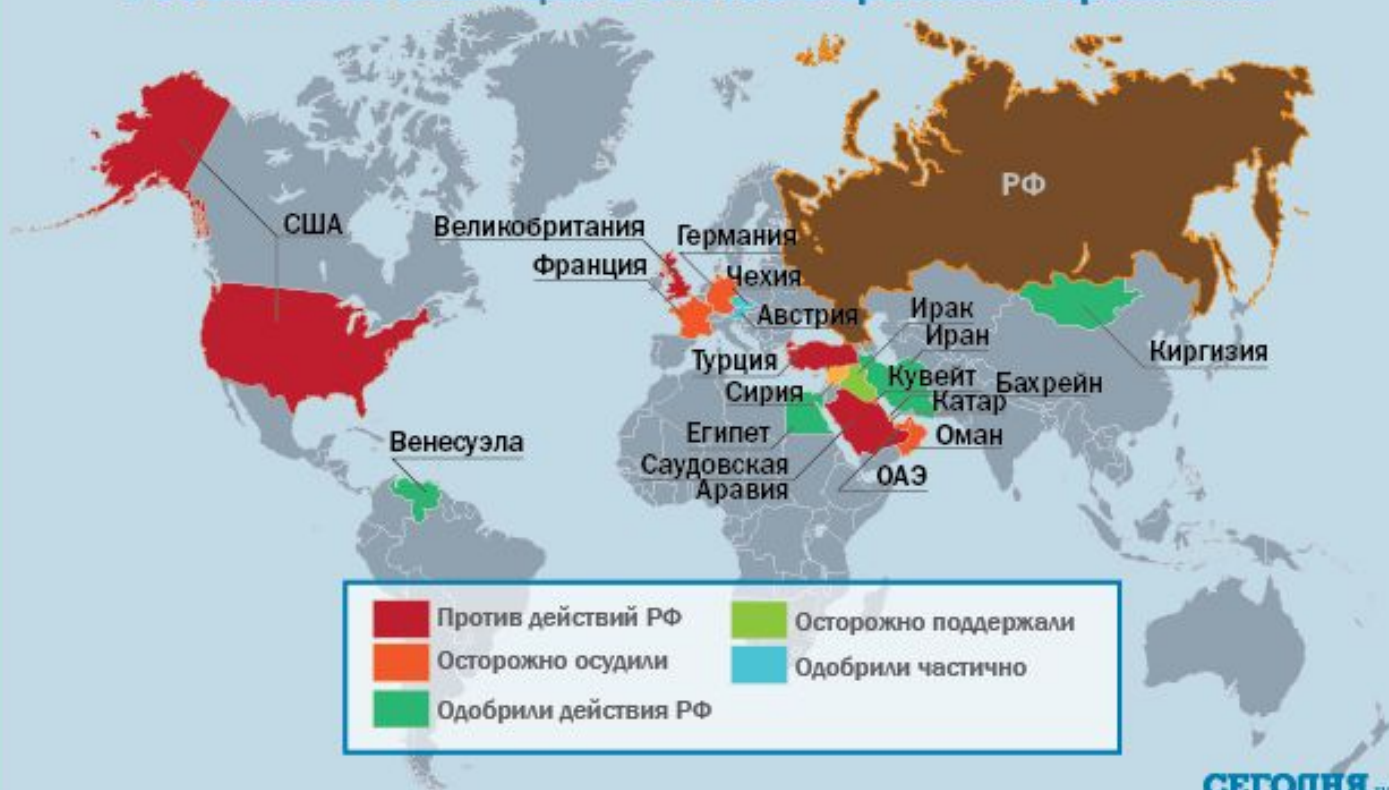 РФ
США
Великобритания
Германия
Франция
Чехия
Австрия
Ирак
Иран
Турция
Киргизия
Сирия
Кувейт
Бахрейн
Катар
Египет
Оман
Венесуэла
Саудовская
Аравия
ОАЭ
Против действий РФ
Осторожно осудили
Одобрили действия РФ
Осторожно поддержали
Одобрили частично
СЕГОДНЯ